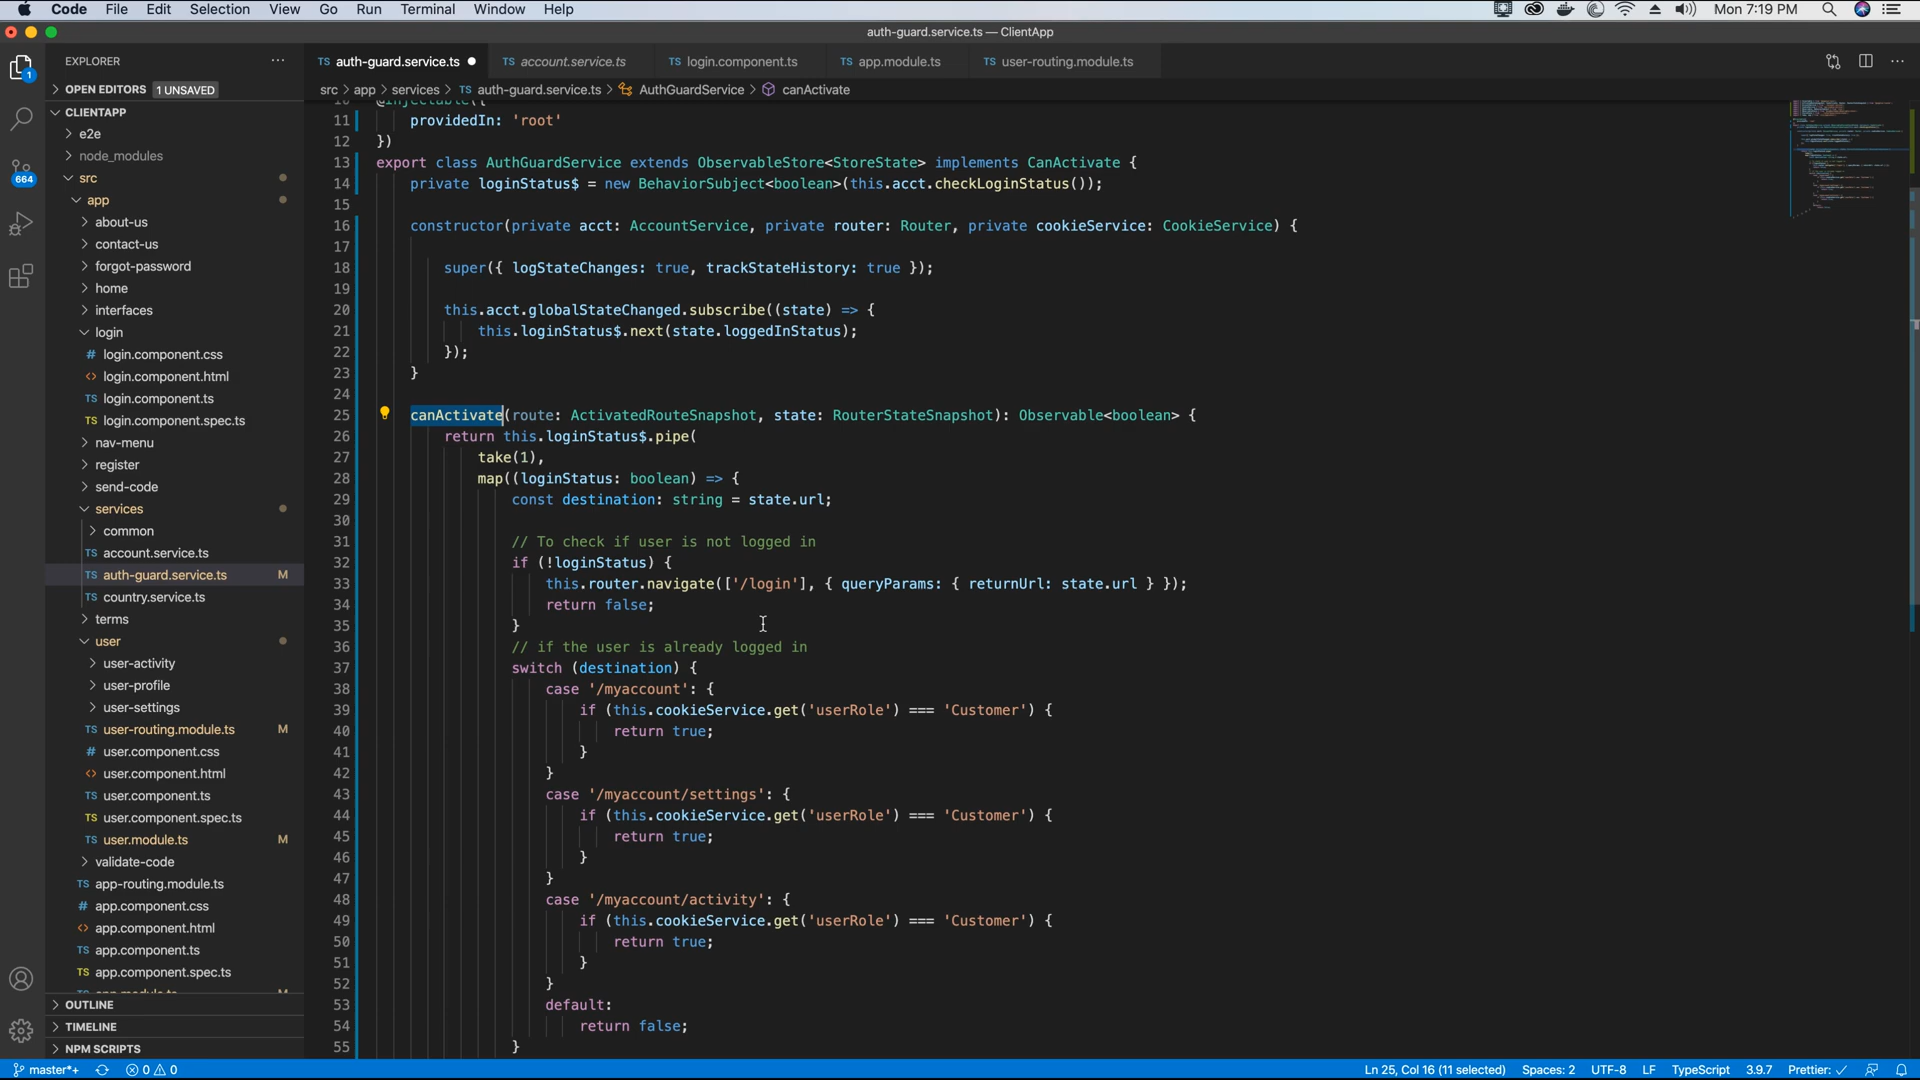 Code File Edit Selection View Go Run Terminal Window Help Mon 7:19 PM
auth-guard.service.ts — ClientApp
EXPLORER
auth-guard.service.ts account.service.ts login.component.ts app.module.ts user-routing.module.ts
OPEN EDITORS 1 UNSAVED
src > app > services > TS auth-guard.service.ts > AuthGuardService > canActivate
CLIENTAPP
e2e
node_modules
src
app
about-us
contact-us
forgot-password
home
interfaces
login
login.component.css
login.component.html
login.component.ts
login.component.spec.ts
nav-menu
register
send-code
services
common
account.service.ts
auth-guard.service.ts M
country.service.ts
terms
user
user-activity
user-profile
user-settings
user-routing.module.ts M
user.component.css
user.component.html
user.component.ts
user.component.spec.ts
user.module.ts M
validate-code
app-routing.module.ts
app.component.css
app.component.html
app.component.ts
app.component.spec.ts
app.module.ts M
OUTLINE
TIMELINE
NPM SCRIPTS
1
664
10 @Injectable({
11 providedIn: 'root'
12 })
13 export class AuthGuardService extends ObservableStore<StoreState> implements CanActivate {
14 private loginStatus$ = new BehaviorSubject<boolean>(this.acct.checkLoginStatus());
15
16 constructor(private acct: AccountService, private router: Router, private cookieService: CookieService) {
17
18 super({ logStateChanges: true, trackStateHistory: true });
19
20 this.acct.globalStateChanged.subscribe((state) => {
21 this.loginStatus$.next(state.loggedInStatus);
22 });
23 }
24
25 canActivate(route: ActivatedRouteSnapshot, state: RouterStateSnapshot): Observable<boolean> {
26 return this.loginStatus$.pipe(
27 take(1),
28 map((loginStatus: boolean) => {
29 const destination: string = state.url;
30
31 // To check if user is not logged in
32 if (!loginStatus) {
33 this.router.navigate(['/login'], { queryParams: { returnUrl: state.url } });
34 return false;
35 }
36 // if the user is already logged in
37 switch (destination) {
38 case '/myaccount': {
39 if (this.cookieService.get('userRole') === 'Customer') {
40 return true;
41 }
42 }
43 case '/myaccount/settings': {
44 if (this.cookieService.get('userRole') === 'Customer') {
45 return true;
46 }
47 }
48 case '/myaccount/activity': {
49 if (this.cookieService.get('userRole') === 'Customer') {
50 return true;
51 }
52 }
53 default:
54 return false;
55 }
master*+ 0 0 Ln 25, Col 16 (11 selected) Spaces: 2 UTF-8 LF TypeScript 3.9.7 Prettier: ✓